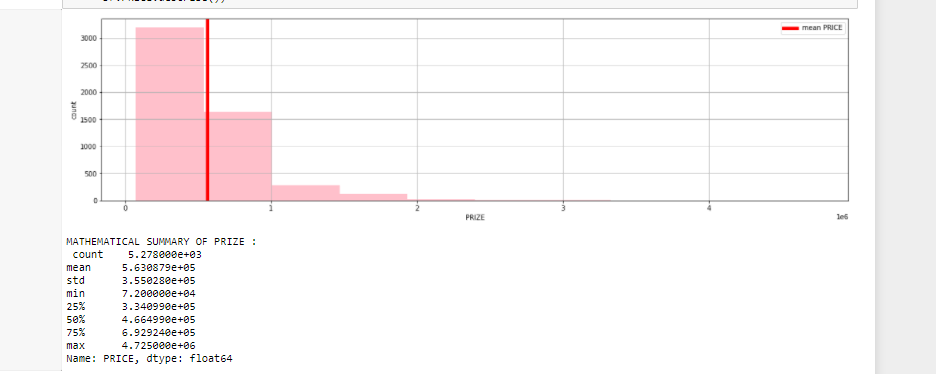 mean PRICE
3000
2500
2000
1500
1000
500
0
count
0 1 2 3 4
PRIZE
1e6
MATHEMATICAL SUMMARY OF PRIZE :
count 5.278000e+03
mean 5.630879e+05
std 3.550280e+05
min 7.200000e+04
25% 3.340990e+05
50% 4.664990e+05
75% 6.929240e+05
max 4.725000e+06
Name: PRICE, dtype: float64